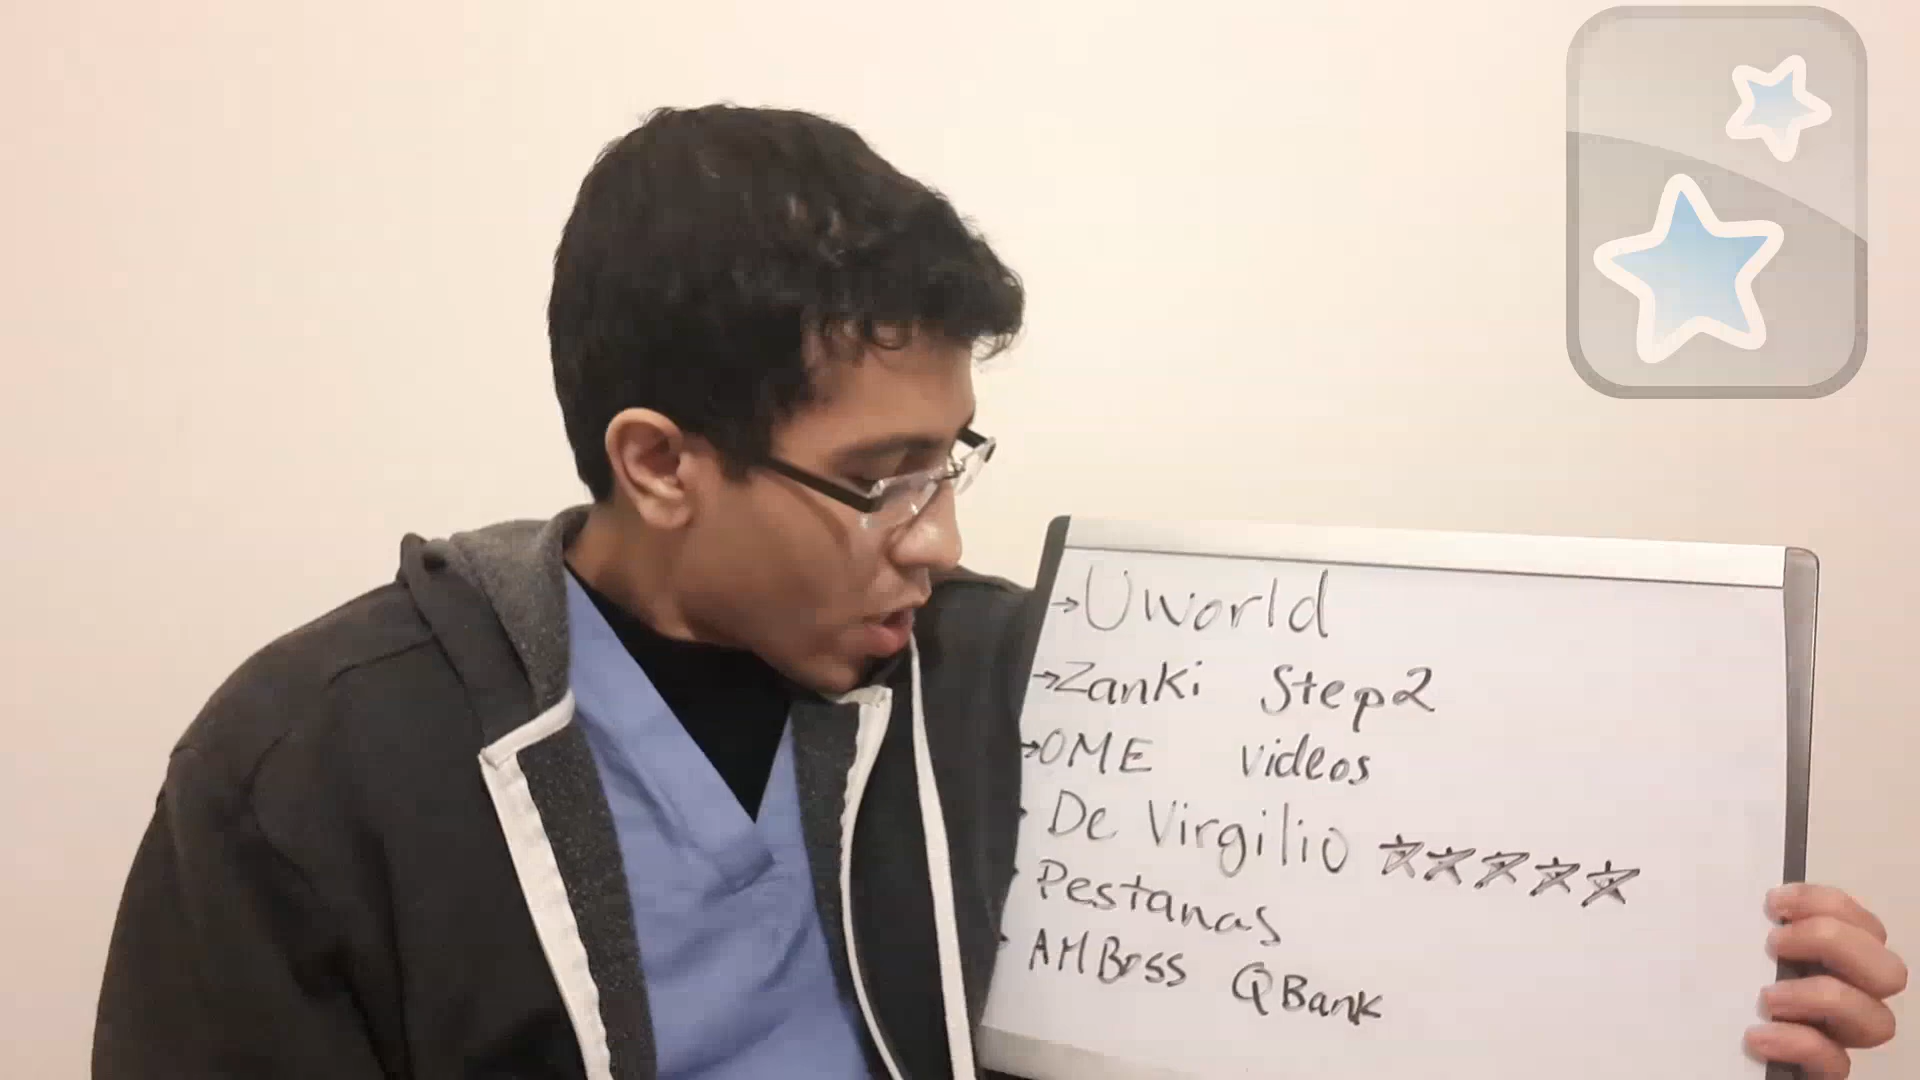 →Uworld
→Zanki Step2
→OME videos
De Virgilio ☆☆☆☆☆
Pestanas
AMBoss QBank